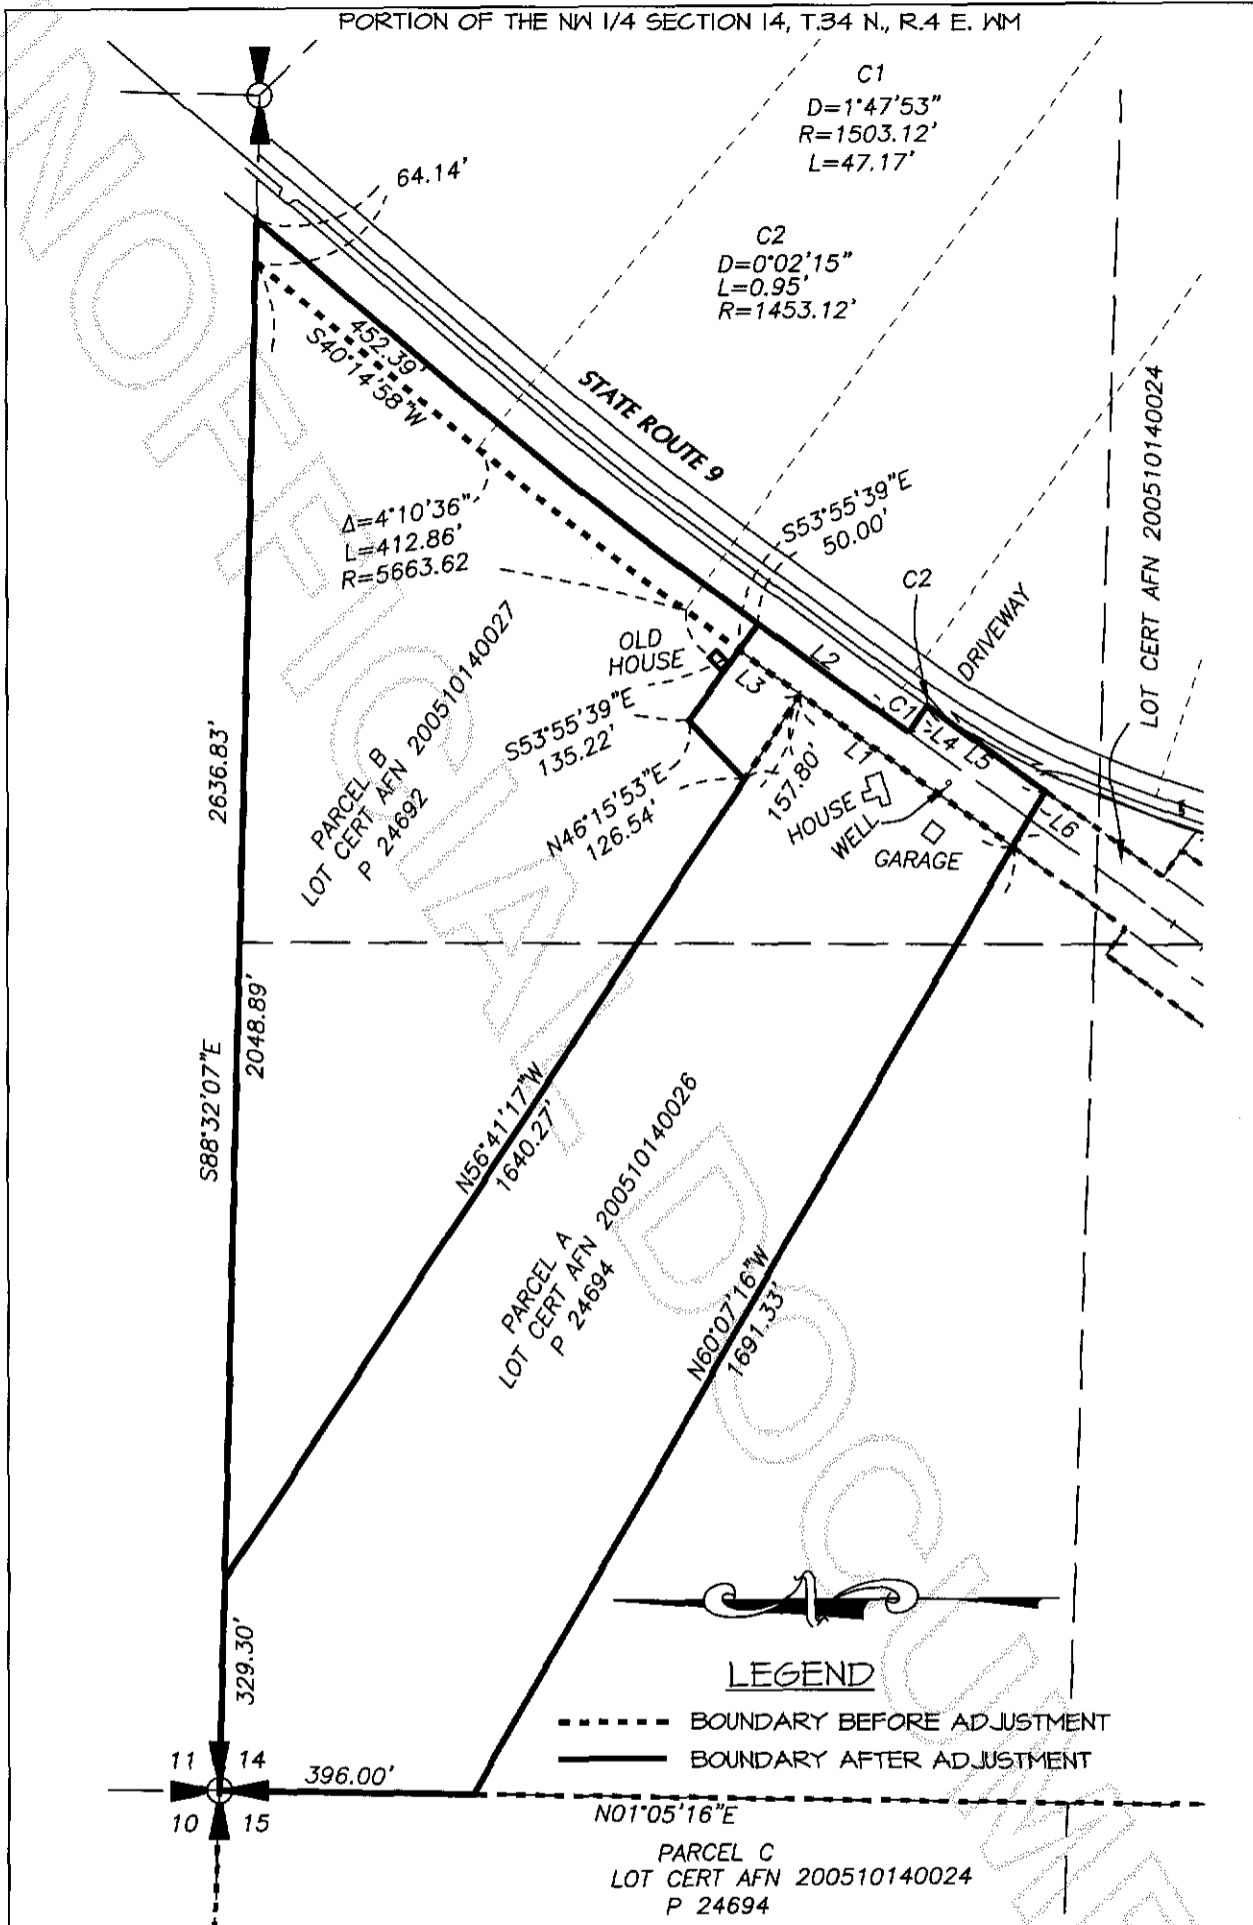 PORTION OF THE NW 1/4 SECTION 14, T.34 N., R.4 E. WM
C1
D=1°47'53"
R=1503.12'
L=47.17'
64.14'
C2
D=0°02'15"
L=0.95'
R=1453.12'
452.39'
S40°14'58"W
STATE ROUTE 9
LOT CERT AFN 200510140024
S53°55'39"E
50.00'
Δ=4°10'36"
L=412.86'
R=5663.62
C2
DRIVEWAY
OLD
HOUSE
L2
L3
C1
L4
L5
L1
L6
S53°55'39"E
135.22'
157.80'
HOUSE
WELL
GARAGE
N46°15'53"E
126.54'
2636.83'
PARCEL B
LOT CERT AFN 200510140027
P 24692
2048.89'
S88°32'07"E
N56°41'17"W
1640.27'
PARCEL A
LOT CERT AFN 200510140026
P 24694
N60°07'16"W
1691.33'
N
329.30'
LEGEND
BOUNDARY BEFORE ADJUSTMENT
BOUNDARY AFTER ADJUSTMENT
11 14
10 15
396.00'
N01°05'16"E
PARCEL C
LOT CERT AFN 200510140024
P 24694
UNOFFICIAL DOCUME